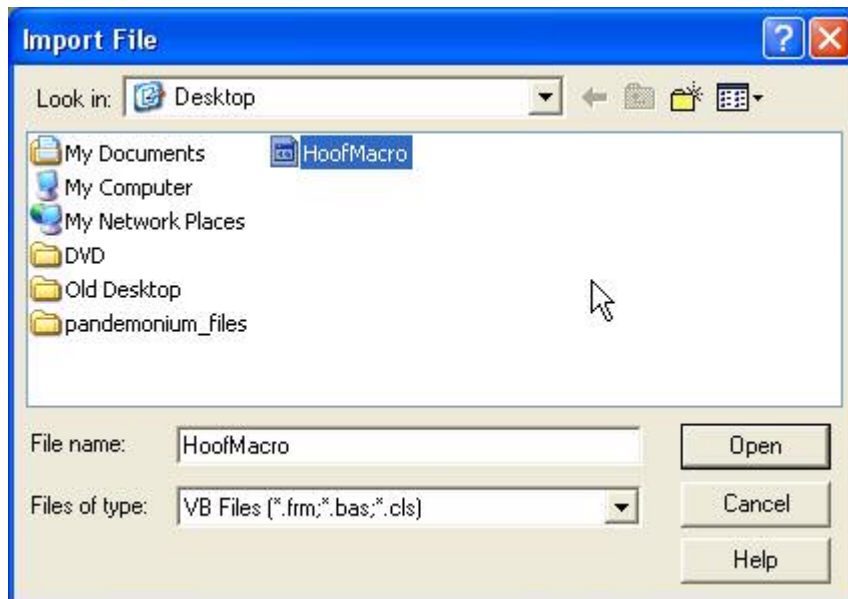 Import File
Look in: Desktop
My Documents HoofMacro
My Computer
My Network Places
DVD
Old Desktop
pandemonium_files
File name: HoofMacro Open
Files of type: VB Files (*.frm;*.bas;*.cls) Cancel
Help